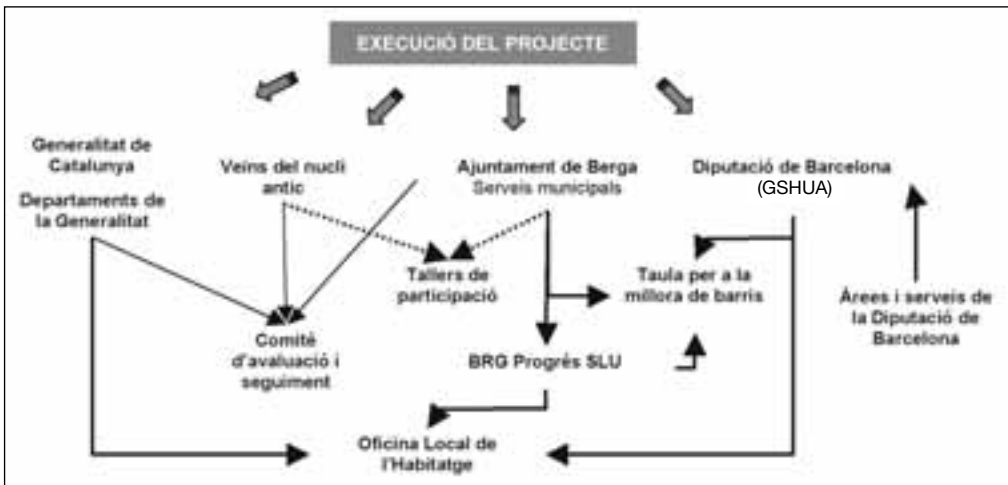 EXECUCIÓ DEL PROJECTE
Generalitat de
Catalunya
Departaments de
la Generalitat
Veïns del nucli
antic
Ajuntament de Berga
Serveis municipals
Diputació de Barcelona
(GSHUA)
Tallers de
participació
Taula per a la
millora de barris
Àrees i serveis de
la Diputació de
Barcelona
Comitè
d'avaluació i
seguiment
BRG Progrés SLU
Oficina Local de
l'Habitatge